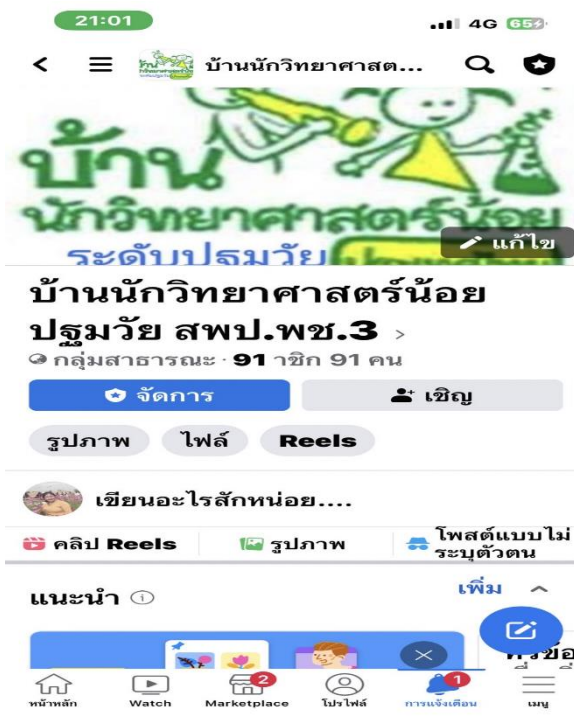 21:01 4G 65
บ้านนักวิทยาศาสต...
บ้าน
นักวิทยาศาสตร์น้อย
ระดับปฐมวัย
แก้ไข
บ้านนักวิทยาศาสตร์น้อย
ปฐมวัย สพป.พช.3 >
กลุ่มสาธารณะ · 91 าชิก 91 คน
จัดการ เชิญ
รูปภาพ ไฟล์ Reels
เขียนอะไรสักหน่อย....
คลิป Reels รูปภาพ โพสต์แบบไม่
ระบุตัวตน
แนะนำ เพิ่ม
หัวข้อ
2 1
หน้าหลัก Watch Marketplace โปรไฟล์ การแจ้งเตือน เมนู